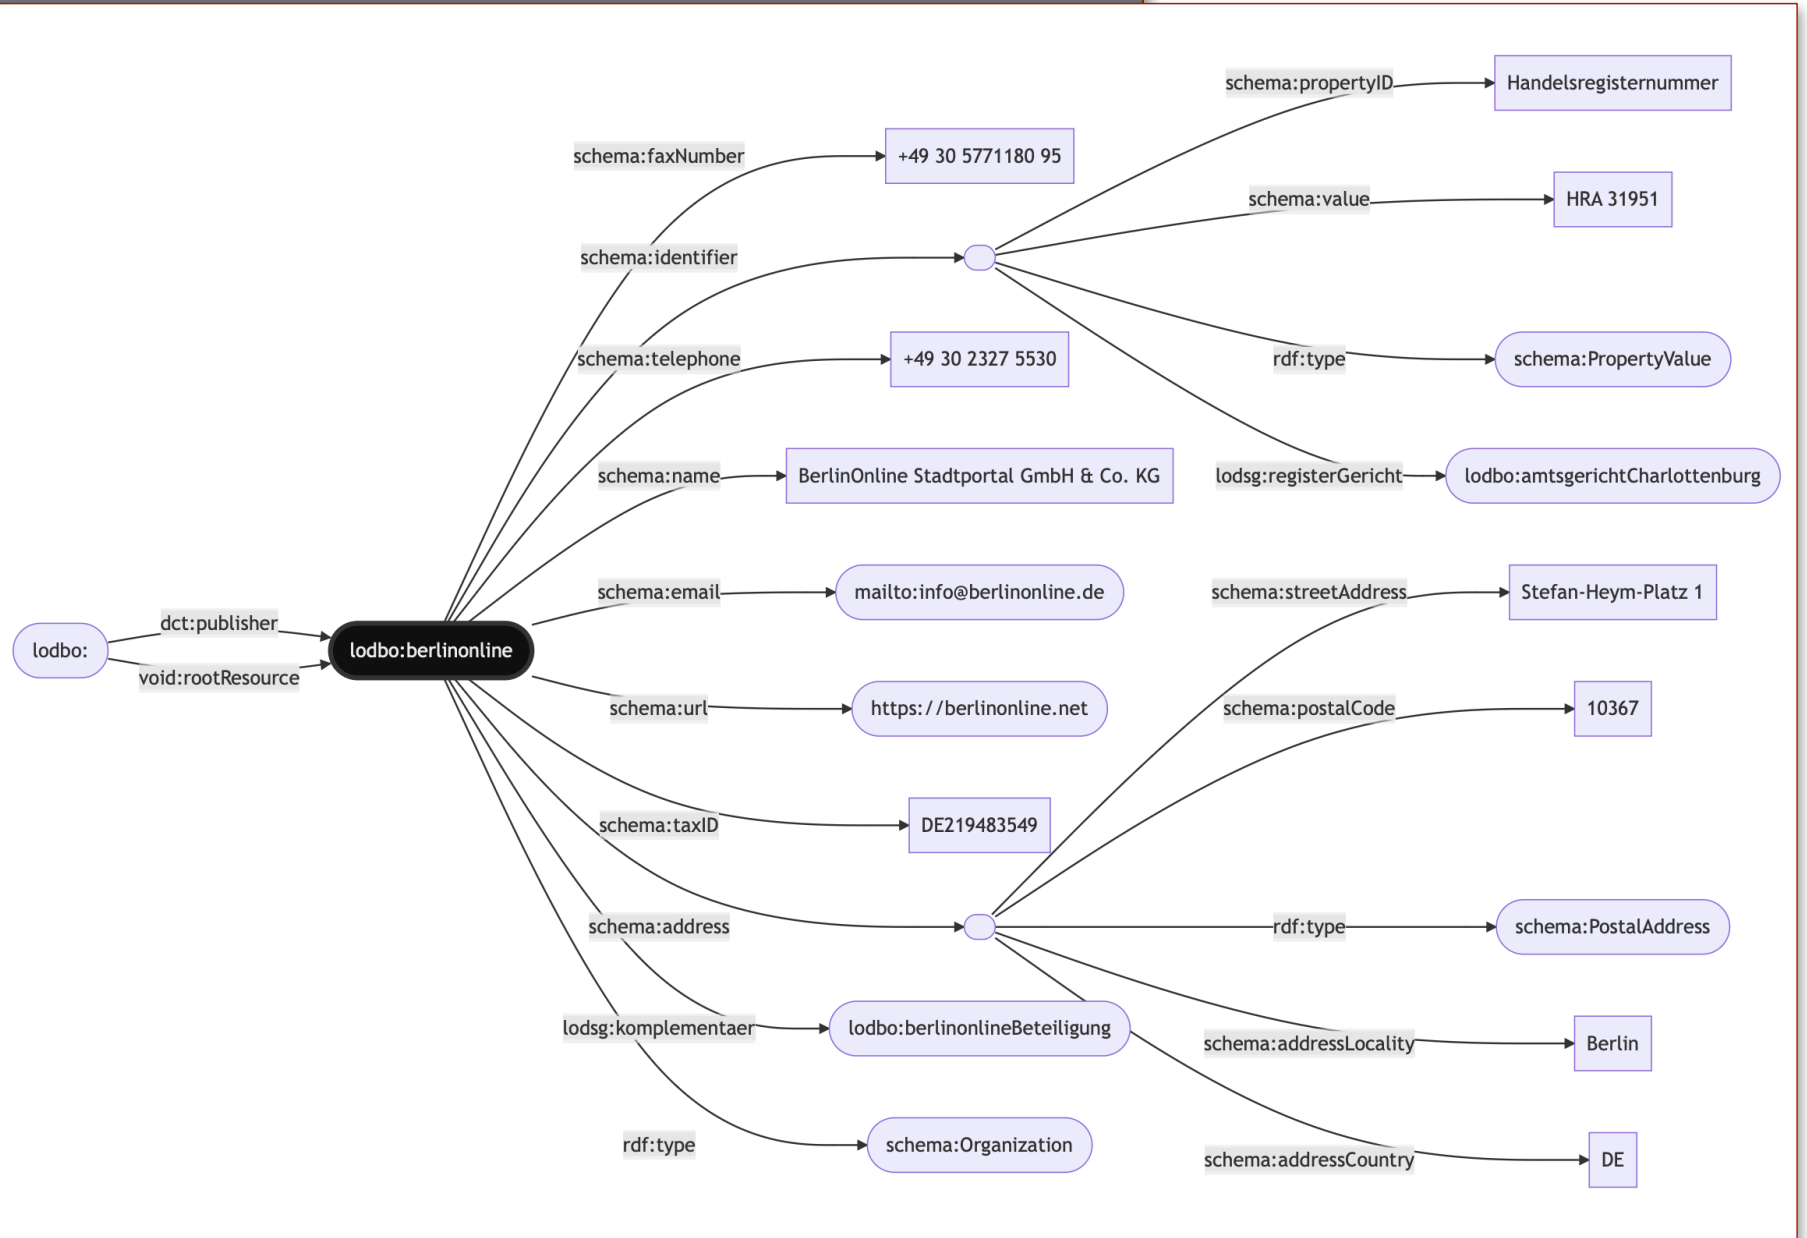 schema:propertyID
Handelsregisternummer
schema:faxNumber
+49 30 5771180 95
schema:value
HRA 31951
schema:identifier
schema:telephone
+49 30 2327 5530
rdf:type
schema:PropertyValue
schema:name
BerlinOnline Stadtportal GmbH & Co. KG
lodsg:registerGericht
lodbo:amtsgerichtCharlottenburg
schema:email
mailto:info@berlinonline.de
schema:streetAddress
Stefan-Heym-Platz 1
dct:publisher
lodbo:
lodbo:berlinonline
void:rootResource
schema:url
https://berlinonline.net
schema:postalCode
10367
schema:taxID
DE219483549
schema:address
rdf:type
schema:PostalAddress
lodsg:komplementaer
lodbo:berlinonlineBeteiligung
schema:addressLocality
Berlin
rdf:type
schema:Organization
schema:addressCountry
DE